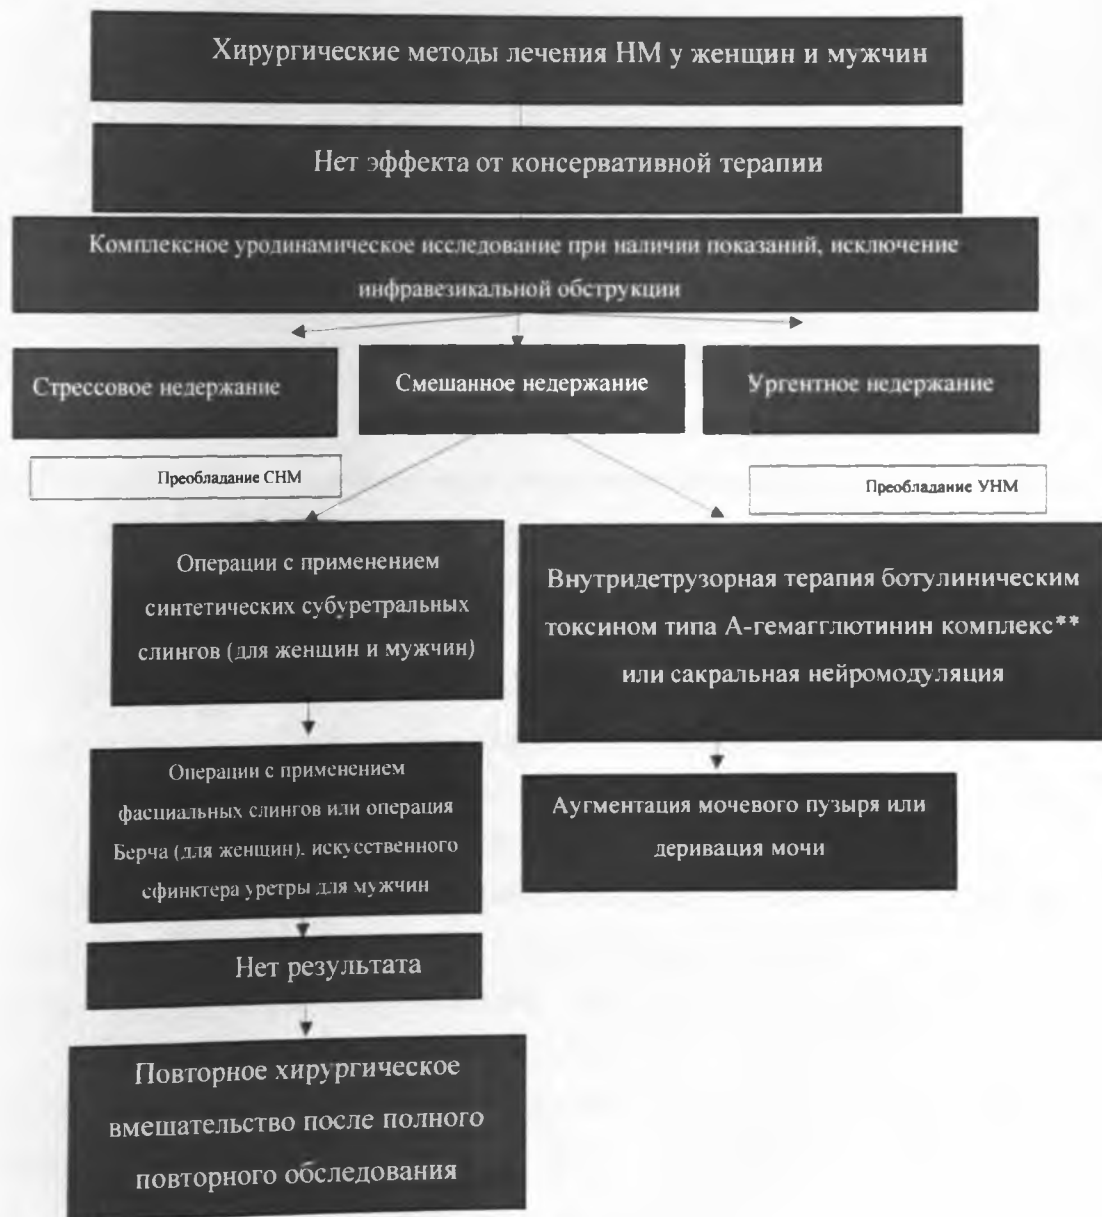 Хирургические методы лечения НМ у женщин и мужчин
Нет эффекта от консервативной терапии
Комплексное уродинамическое исследование при наличии показаний, исключение
инфравезикальной обструкции
Стрессовое недержание
Смешанное недержание
Ургентное недержание
Преобладание СНМ
Преобладание УНМ
Операции с применением
синтетических субуретральных
слингов (для женщин и мужчин)
Внутридетрузорная терапия ботулиническим
токсином типа А-гемагглютинин комплекс**
или сакральная нейромодуляция
Операции с применением
фасциальных слингов или операция
Берча (для женщин). искусственного
сфинктера уретры для мужчин
Аугментация мочевого пузыря или
деривация мочи
Нет результата
Повторное хирургическое
вмешательство после полного
повторного обследования